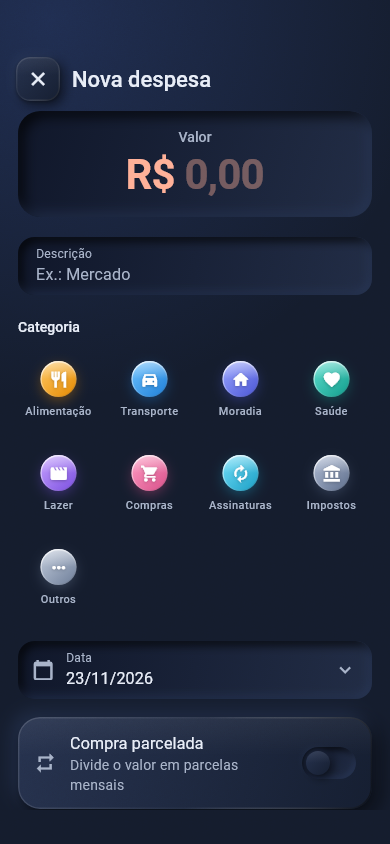 Nova despesa
Valor
R$ 0,00
Descrição
Ex.: Mercado
Categoria
Alimentação Transporte Moradia Saúde
Lazer Compras Assinaturas Impostos
Outros
Data
23/11/2026
Compra parcelada
Divide o valor em parcelas
mensais